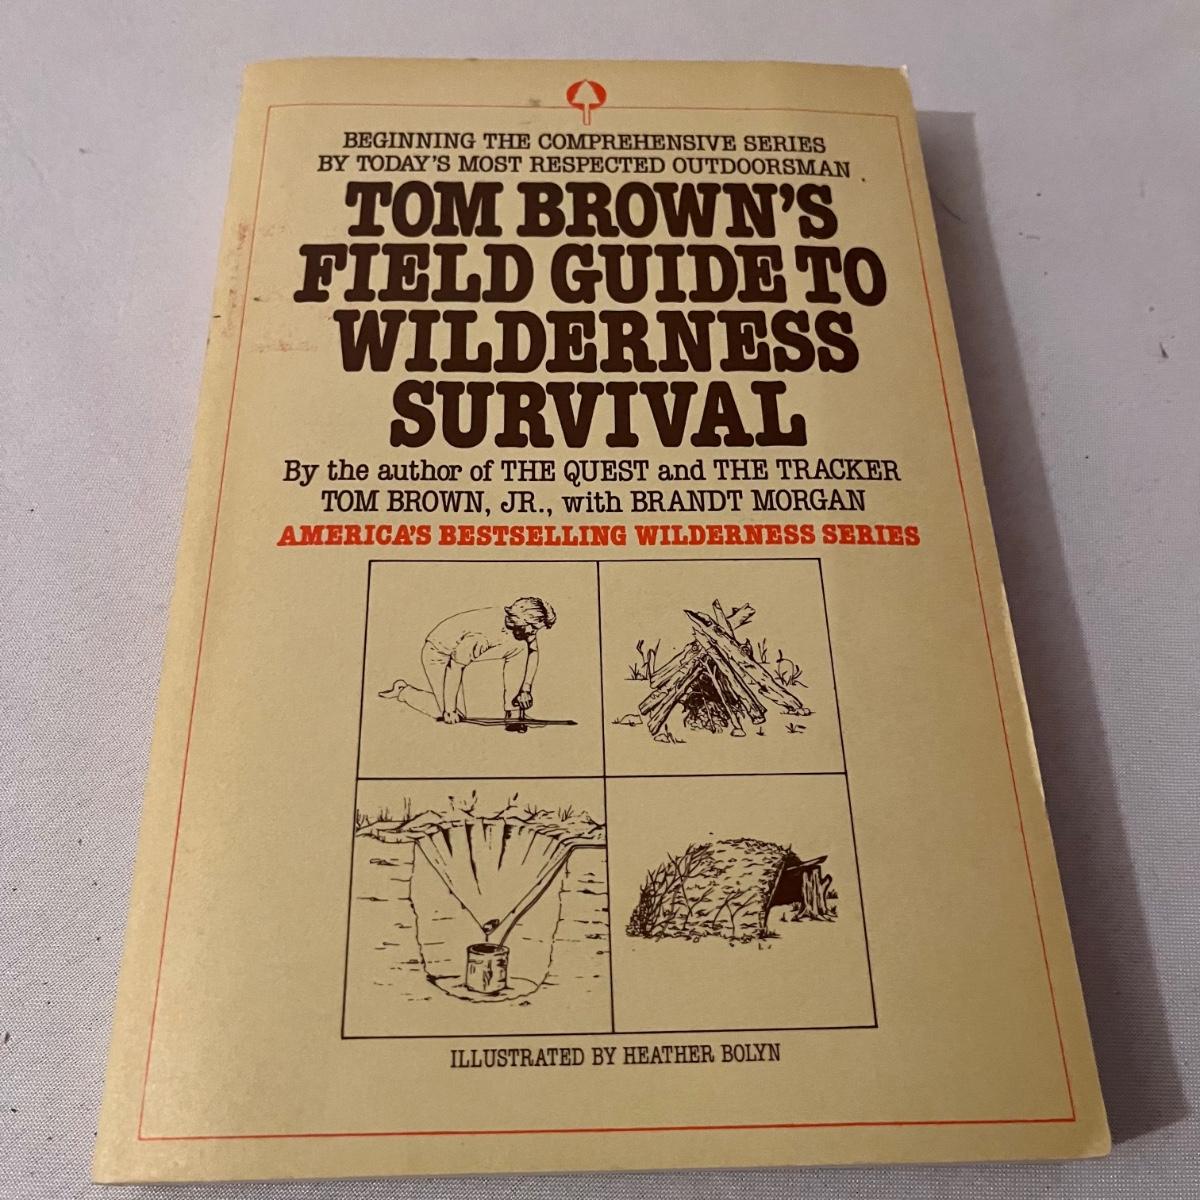 BEGINNING THE COMPREHENSIVE SERIES
BY TODAY'S MOST RESPECTED OUTDOORSMAN
TOM BROWN'S
FIELD GUIDE TO
WILDERNESS
SURVIVAL
By the author of THE QUEST and THE TRACKER
TOM BROWN, JR., with BRANDT MORGAN
AMERICA'S BESTSELLING WILDERNESS SERIES
ILLUSTRATED BY HEATHER BOLYN